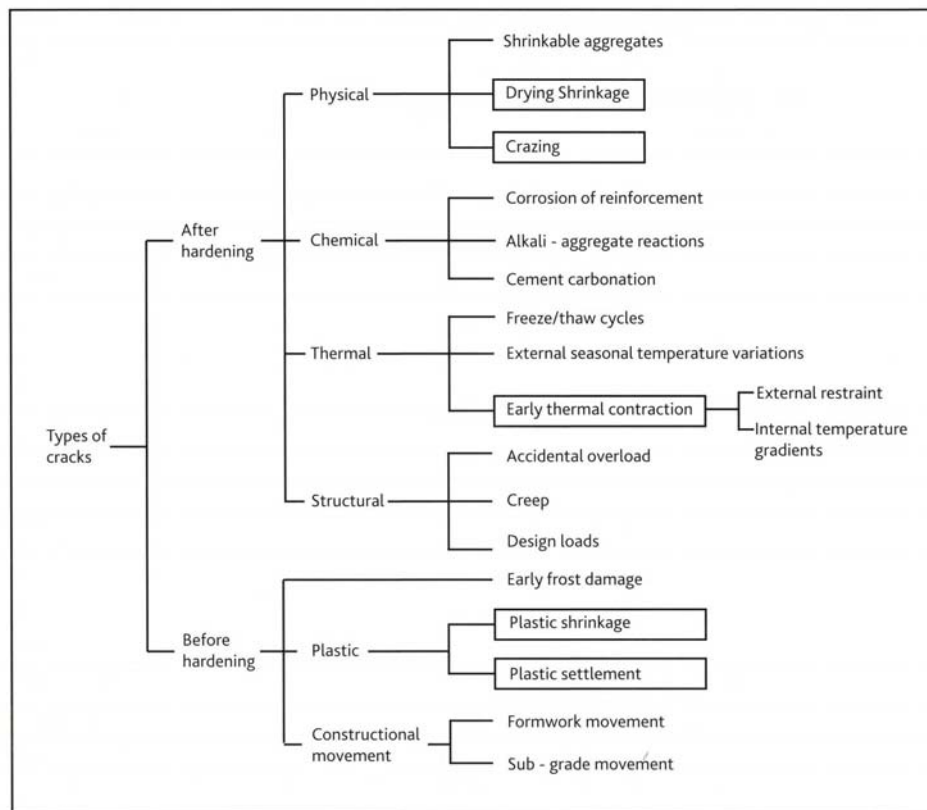 Shrinkable aggregates
Physical
Drying Shrinkage
Crazing
Corrosion of reinforcement
After
hardening
Chemical
Alkali - aggregate reactions
Cement carbonation
Freeze/thaw cycles
Thermal
External seasonal temperature variations
Early thermal contraction
External restraint
Internal temperature
gradients
Types of
cracks
Accidental overload
Structural
Creep
Design loads
Early frost damage
Before
hardening
Plastic
Plastic shrinkage
Plastic settlement
Constructional
movement
Formwork movement
Sub - grade movement